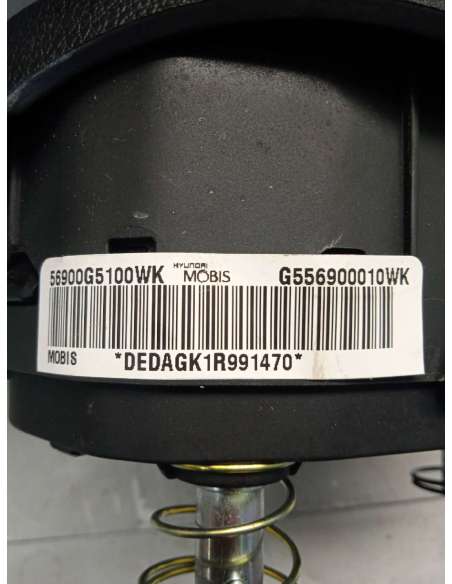 56900G5100WK HYUNDAI MOBIS G556900010WK
MOBIS *DEDAGK1R991470*